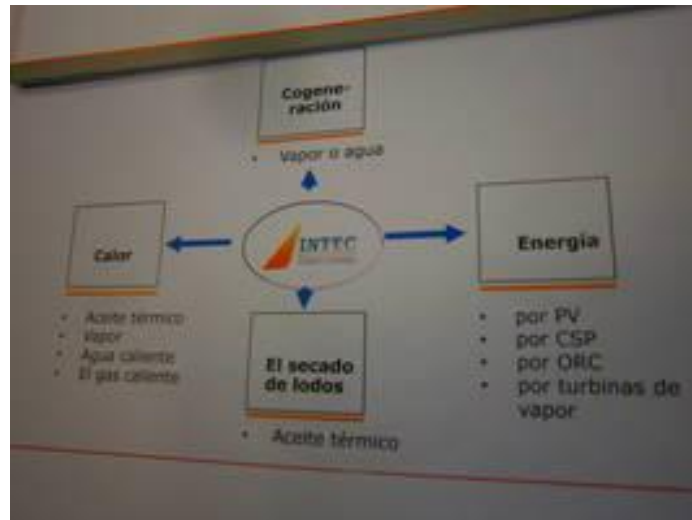 Cogene-
ración
• Vapor o agua
Calor
• Aceite térmico
• Vapor
• Agua caliente
• El gas caliente
INTEC
Energía
• por PV
• por CSP
• por ORC
• por turbinas de
vapor
El secado
de lodos
• Aceite térmico